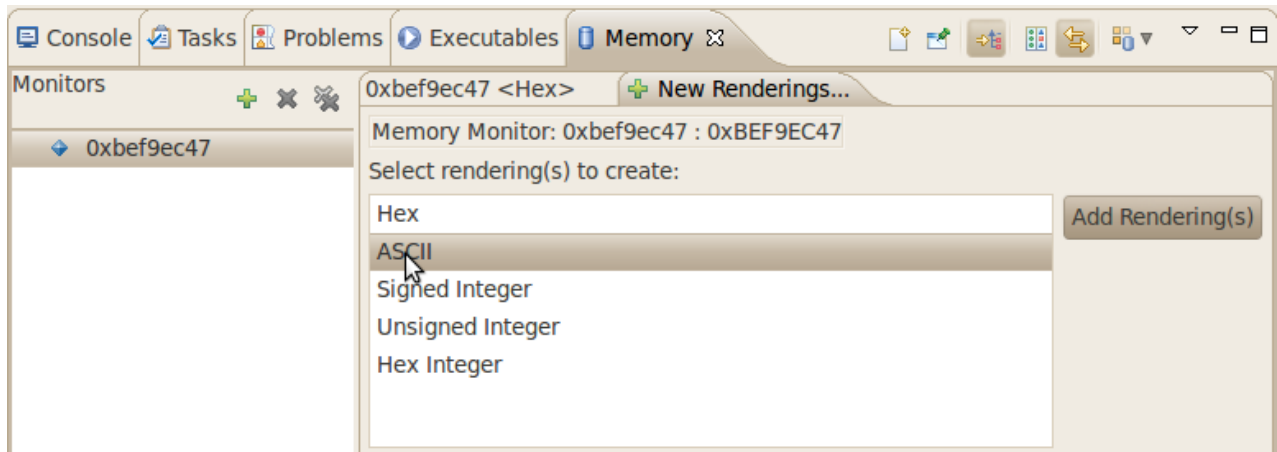 Console Tasks Problems Executables Memory
Monitors
0xbef9ec47
0xbef9ec47 <Hex> New Renderings...
Memory Monitor: 0xbef9ec47 : 0xBEF9EC47
Select rendering(s) to create:
Hex
ASCII
Signed Integer
Unsigned Integer
Hex Integer
Add Rendering(s)